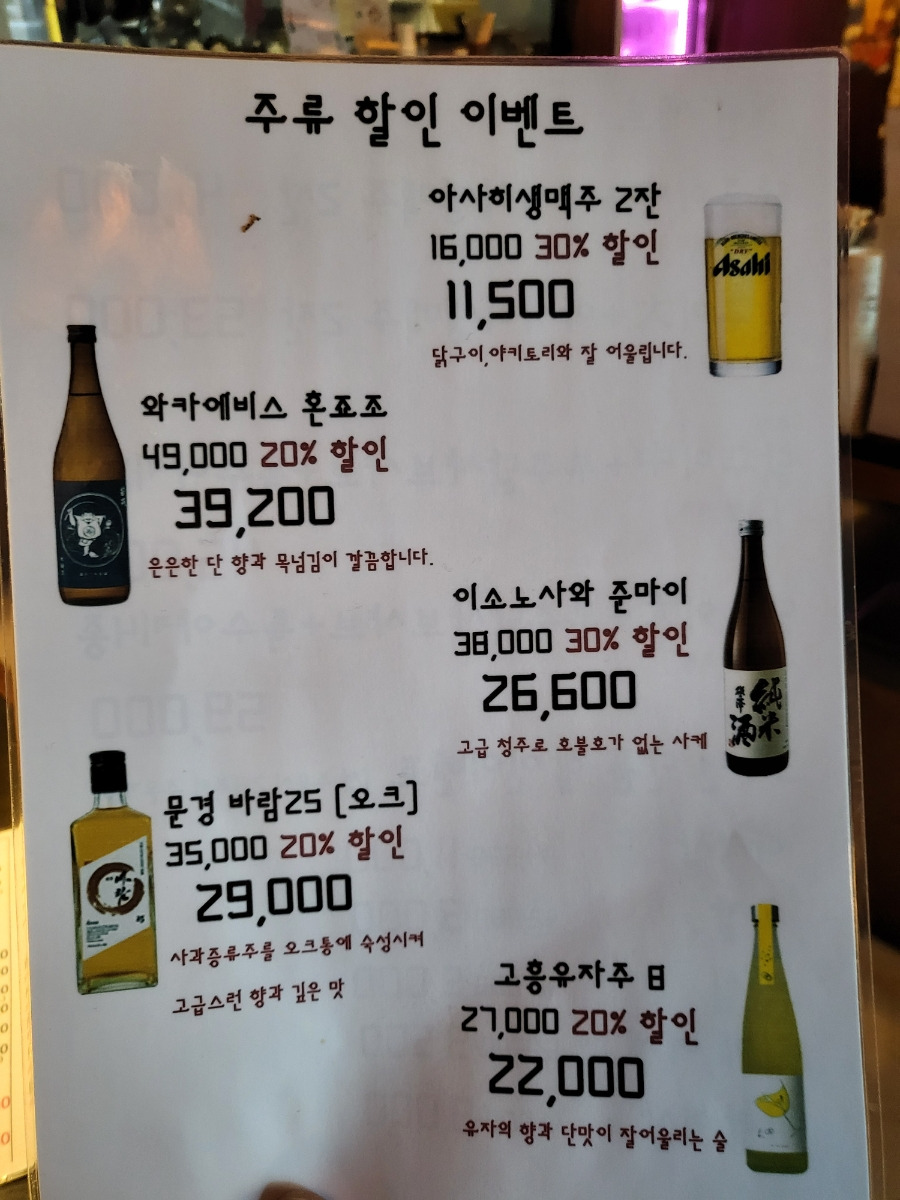 주류 할인 이벤트
아사히생맥주 2잔
16,000 30% 할인
11,500
닭구이,야키토리와 잘 어울립니다.
Asahi
와카에비스 혼죠조
49,000 20% 할인
39,200
은은한 단 향과 목넘김이 깔끔합니다.
이소노사와 준마이
38,000 30% 할인
26,600
고급 청주로 호불호가 없는 사케
純米
酒
문경 바람25 [오크]
35,000 20% 할인
29,000
사과증류주를 오크통에 숙성시켜
고급스런 향과 깊은 맛
25
고흥유자주 8
27,000 20% 할인
22,000
유자의 향과 단맛이 잘어울리는 술